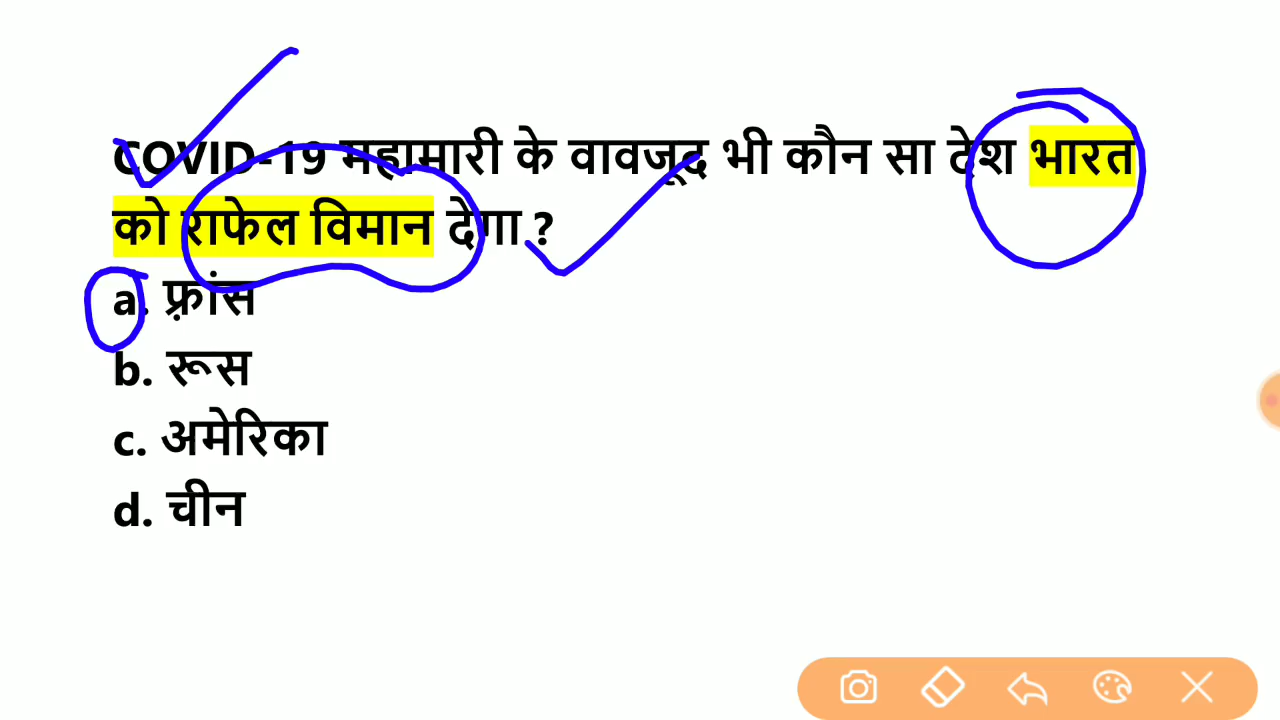 COVID-19 महामारी के वावजूद भी कौन सा देश भारत
को राफेल विमान देगा ?
a. फ़्रांस
b. रूस
c. अमेरिका
d. चीन